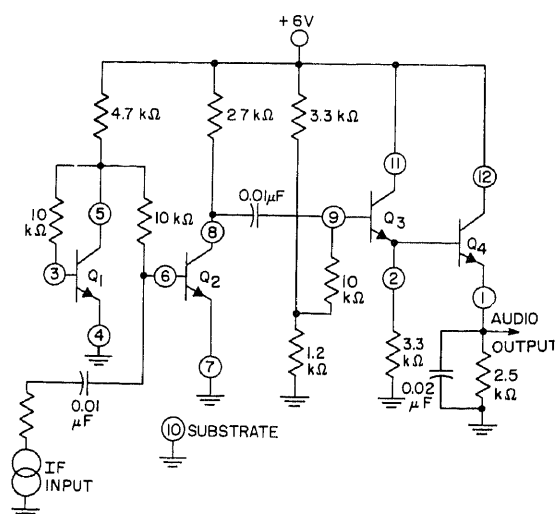 +6V
4.7 kΩ
2.7 kΩ
3.3 kΩ
11
12
0.01μF
10
kΩ
5
10 kΩ
8
9
Q3
3
Q1
6
Q2
2
Q4
10
kΩ
1
4
7
AUDIO
OUTPUT
0.01
μF
1.2
kΩ
3.3
kΩ
0.02
μF
2.5
kΩ
10 SUBSTRATE
IF
INPUT